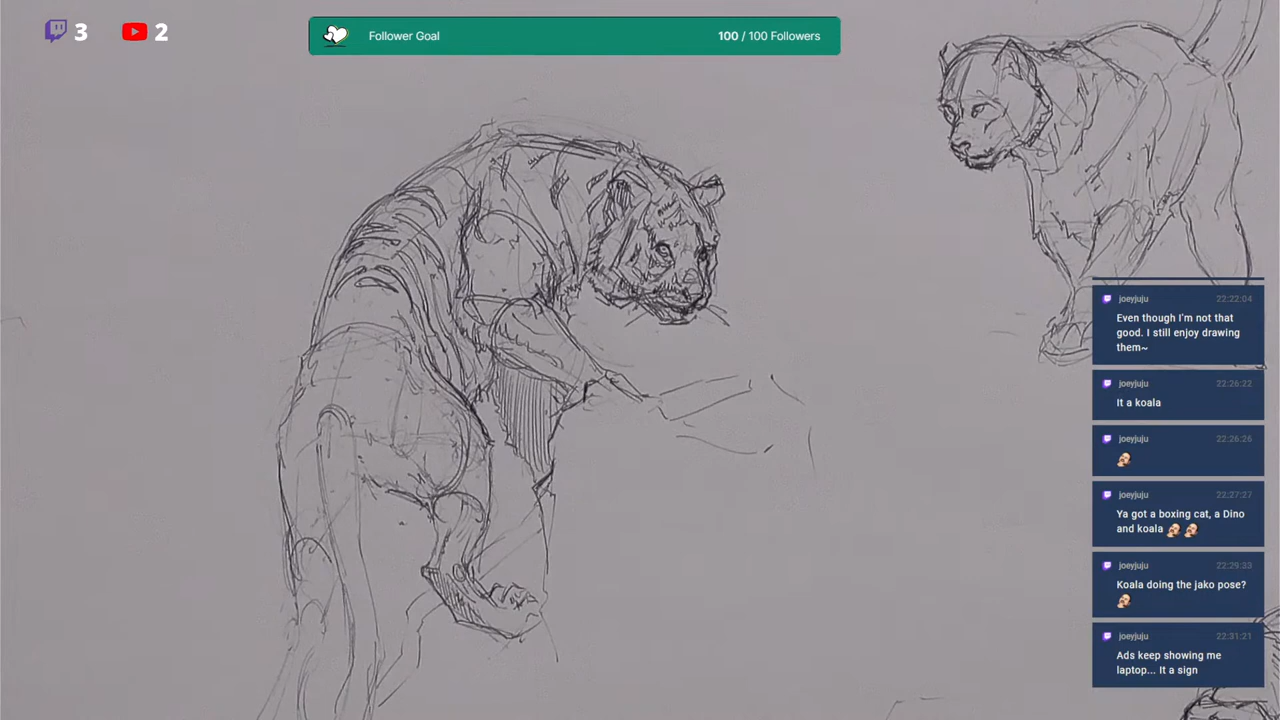 3
2
Follower Goal
100 / 100 Followers
joeyjuju 22:22:04
Even though I'm not that
good. I still enjoy drawing
them~
joeyjuju 22:26:22
It a koala
joeyjuju 22:26:26
joeyjuju 22:27:27
Ya got a boxing cat, a Dino
and koala
joeyjuju 22:29:33
Koala doing the jako pose?
joeyjuju 22:31:21
Ads keep showing me
laptop... It a sign